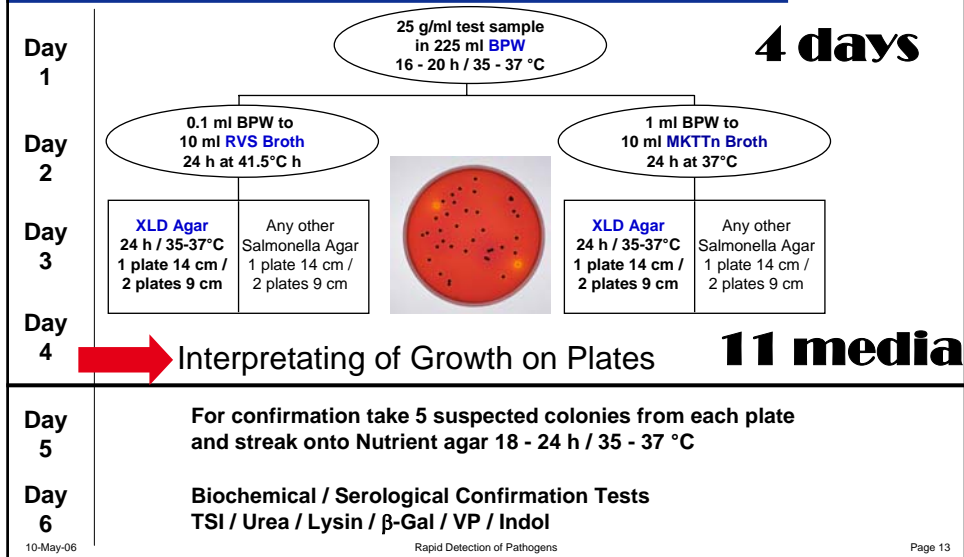 Day
1
25 g/ml test sample
in 225 ml BPW
16 - 20 h / 35 - 37 °C
4 days
Day
2
0.1 ml BPW to
10 ml RVS Broth
24 h at 41.5°C h
1 ml BPW to
10 ml MKTTn Broth
24 h at 37°C
Day
3
XLD Agar
24 h / 35-37°C
1 plate 14 cm /
2 plates 9 cm
Any other
Salmonella Agar
1 plate 14 cm /
2 plates 9 cm
XLD Agar
24 h / 35-37°C
1 plate 14 cm /
2 plates 9 cm
Any other
Salmonella Agar
1 plate 14 cm /
2 plates 9 cm
Day
4
Interpretating of Growth on Plates
11 media
Day
5
For confirmation take 5 suspected colonies from each plate
and streak onto Nutrient agar 18 - 24 h / 35 - 37 °C
Day
6
Biochemical / Serological Confirmation Tests
TSI / Urea / Lysin / β-Gal / VP / Indol
10-May-06
Rapid Detection of Pathogens
Page 13